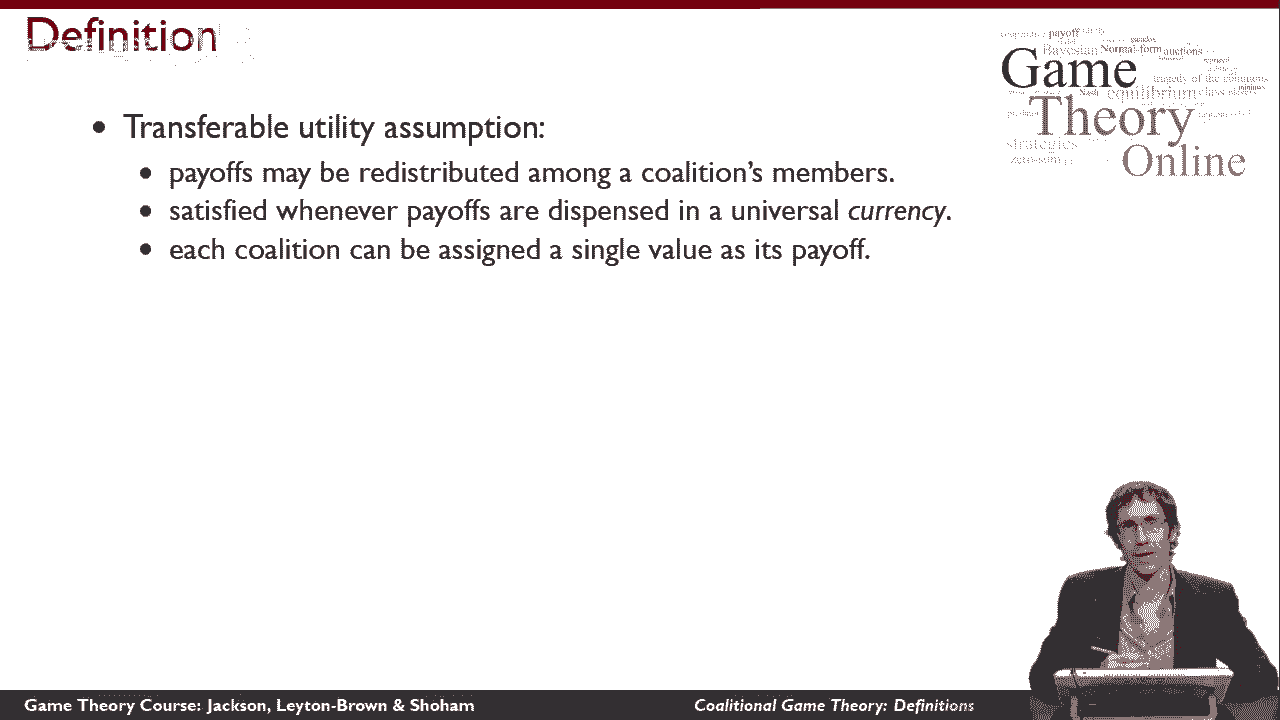 Definition
• Transferable utility assumption:
• payoffs may be redistributed among a coalition's members.
• satisfied whenever payoffs are dispensed in a universal currency.
• each coalition can be assigned a single value as its payoff.
payoff
Bayesian Normal-form auctions
Game
tragedy of the commons
equilibrium
Theory
strategies
zero-sum
Online
Game Theory Course: Jackson, Leyton-Brown & Shoham
Coalitional Game Theory: Definitions